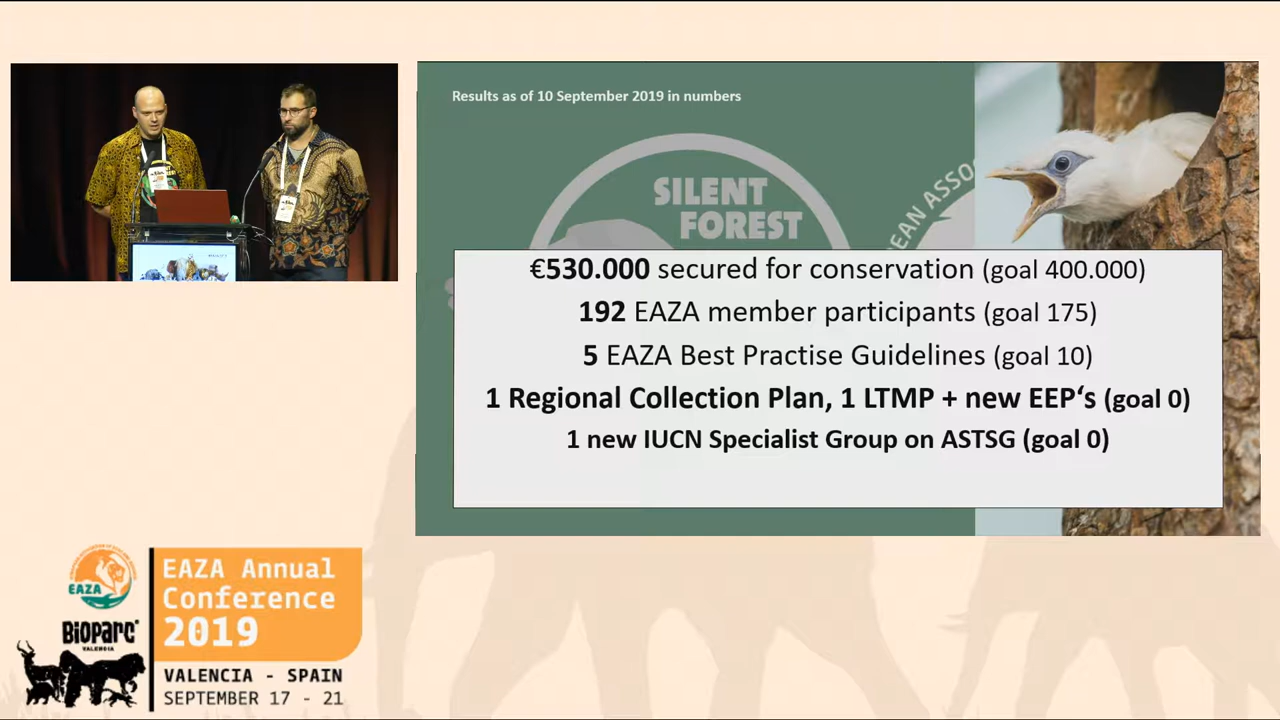 Results as of 10 September 2019 in numbers
SILENT
FOREST
EAN ASSO
€530.000 secured for conservation (goal 400.000)
192 EAZA member participants (goal 175)
5 EAZA Best Practise Guidelines (goal 10)
1 Regional Collection Plan, 1 LTMP + new EEP‘s (goal 0)
1 new IUCN Specialist Group on ASTSG (goal 0)
EAZA
BIOPARC
VALENCIA
EAZA Annual
Conference
2019
VALENCIA - SPAIN
SEPTEMBER 17 - 21